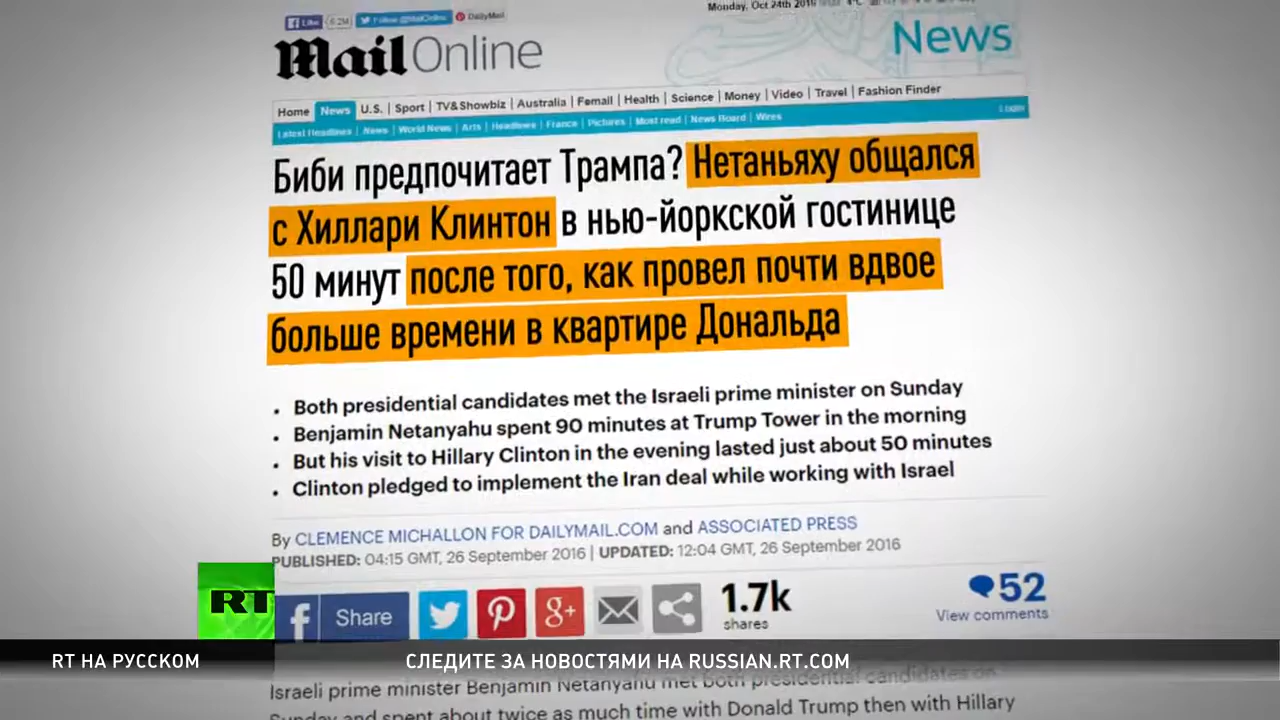 Like 6.2M Follow @MailOnline DailyMail
Monday, Oct 24th 2016
Mail Online
News
Home News U.S. Sport TV&Showbiz Australia Femail Health Science Money Video Travel Fashion Finder
Latest Headlines News World News Arts Headlines France Pictures Most read News Board Wires Login
Биби предпочитает Трампа? Нетаньяху общался
с Хиллари Клинтон в нью-йоркской гостинице
50 минут после того, как провел почти вдвое
больше времени в квартире Дональда
• Both presidential candidates met the Israeli prime minister on Sunday
• Benjamin Netanyahu spent 90 minutes at Trump Tower in the morning
• But his visit to Hillary Clinton in the evening lasted just about 50 minutes
• Clinton pledged to implement the Iran deal while working with Israel
By CLEMENCE MICHALLON FOR DAILYMAIL.COM and ASSOCIATED PRESS
PUBLISHED: 04:15 GMT, 26 September 2016 | UPDATED: 12:04 GMT, 26 September 2016
RT
Share
1.7k
shares
52
View comments
RT НА РУССКОМ
СЛЕДИТЕ ЗА НОВОСТЯМИ НА RUSSIAN.RT.COM
Israeli prime minister Benjamin Netanyahu met both presidential candidates on
Sunday and spent about twice as much time with Donald Trump then with Hillary